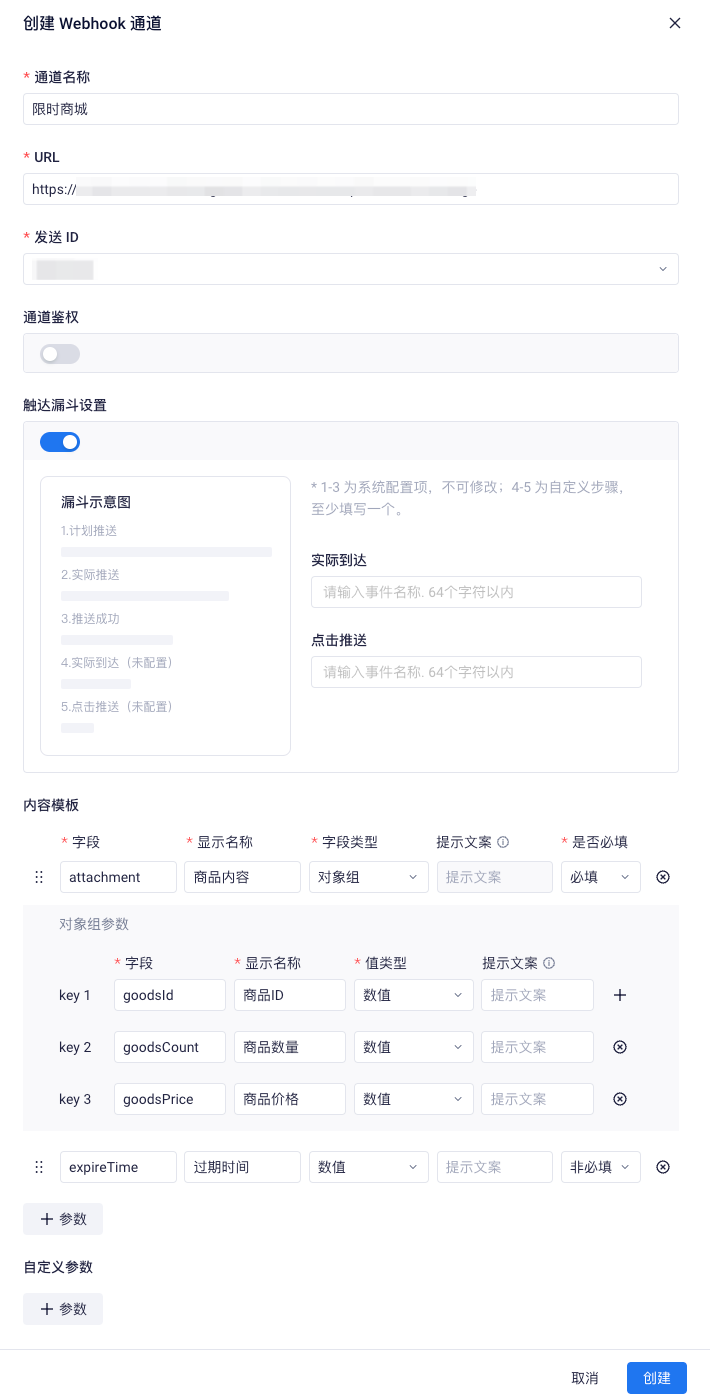 创建 Webhook 通道
* 通道名称
限时商城
* URL
https://
* 发送 ID
通道鉴权
触达漏斗设置
漏斗示意图
1.计划推送
2.实际推送
3.推送成功
4.实际到达（未配置）
5.点击推送（未配置）
* 1-3 为系统配置项，不可修改；4-5 为自定义步骤，
至少填写一个。
实际到达
请输入事件名称. 64个字符以内
点击推送
请输入事件名称. 64个字符以内
内容模板
* 字段 * 显示名称 * 字段类型 提示文案 * 是否必填
attachment 商品内容 对象组 提示文案 必填
对象组参数
* 字段 * 显示名称 * 值类型 提示文案
key 1 goodsId 商品ID 数值 提示文案
key 2 goodsCount 商品数量 数值 提示文案
key 3 goodsPrice 商品价格 数值 提示文案
expireTime 过期时间 数值 提示文案 非必填
+ 参数
自定义参数
+ 参数
取消 创建